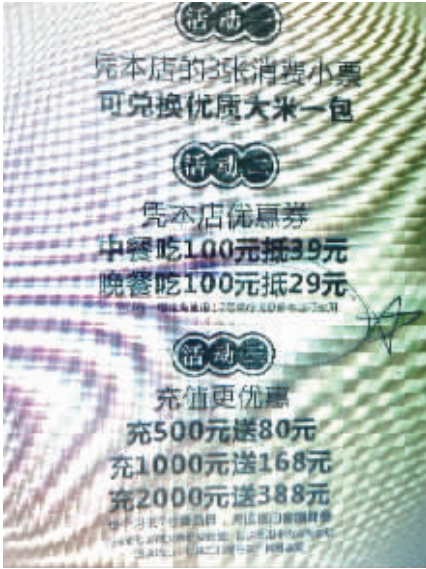 活动一
凭本店的3张消费小票
可兑换优质大米一包
活动二
凭本店优惠券
中餐吃100元抵39元
晚餐吃100元抵29元
活动三
充值更优惠
充500元送80元
充1000元送168元
充2000元送388元